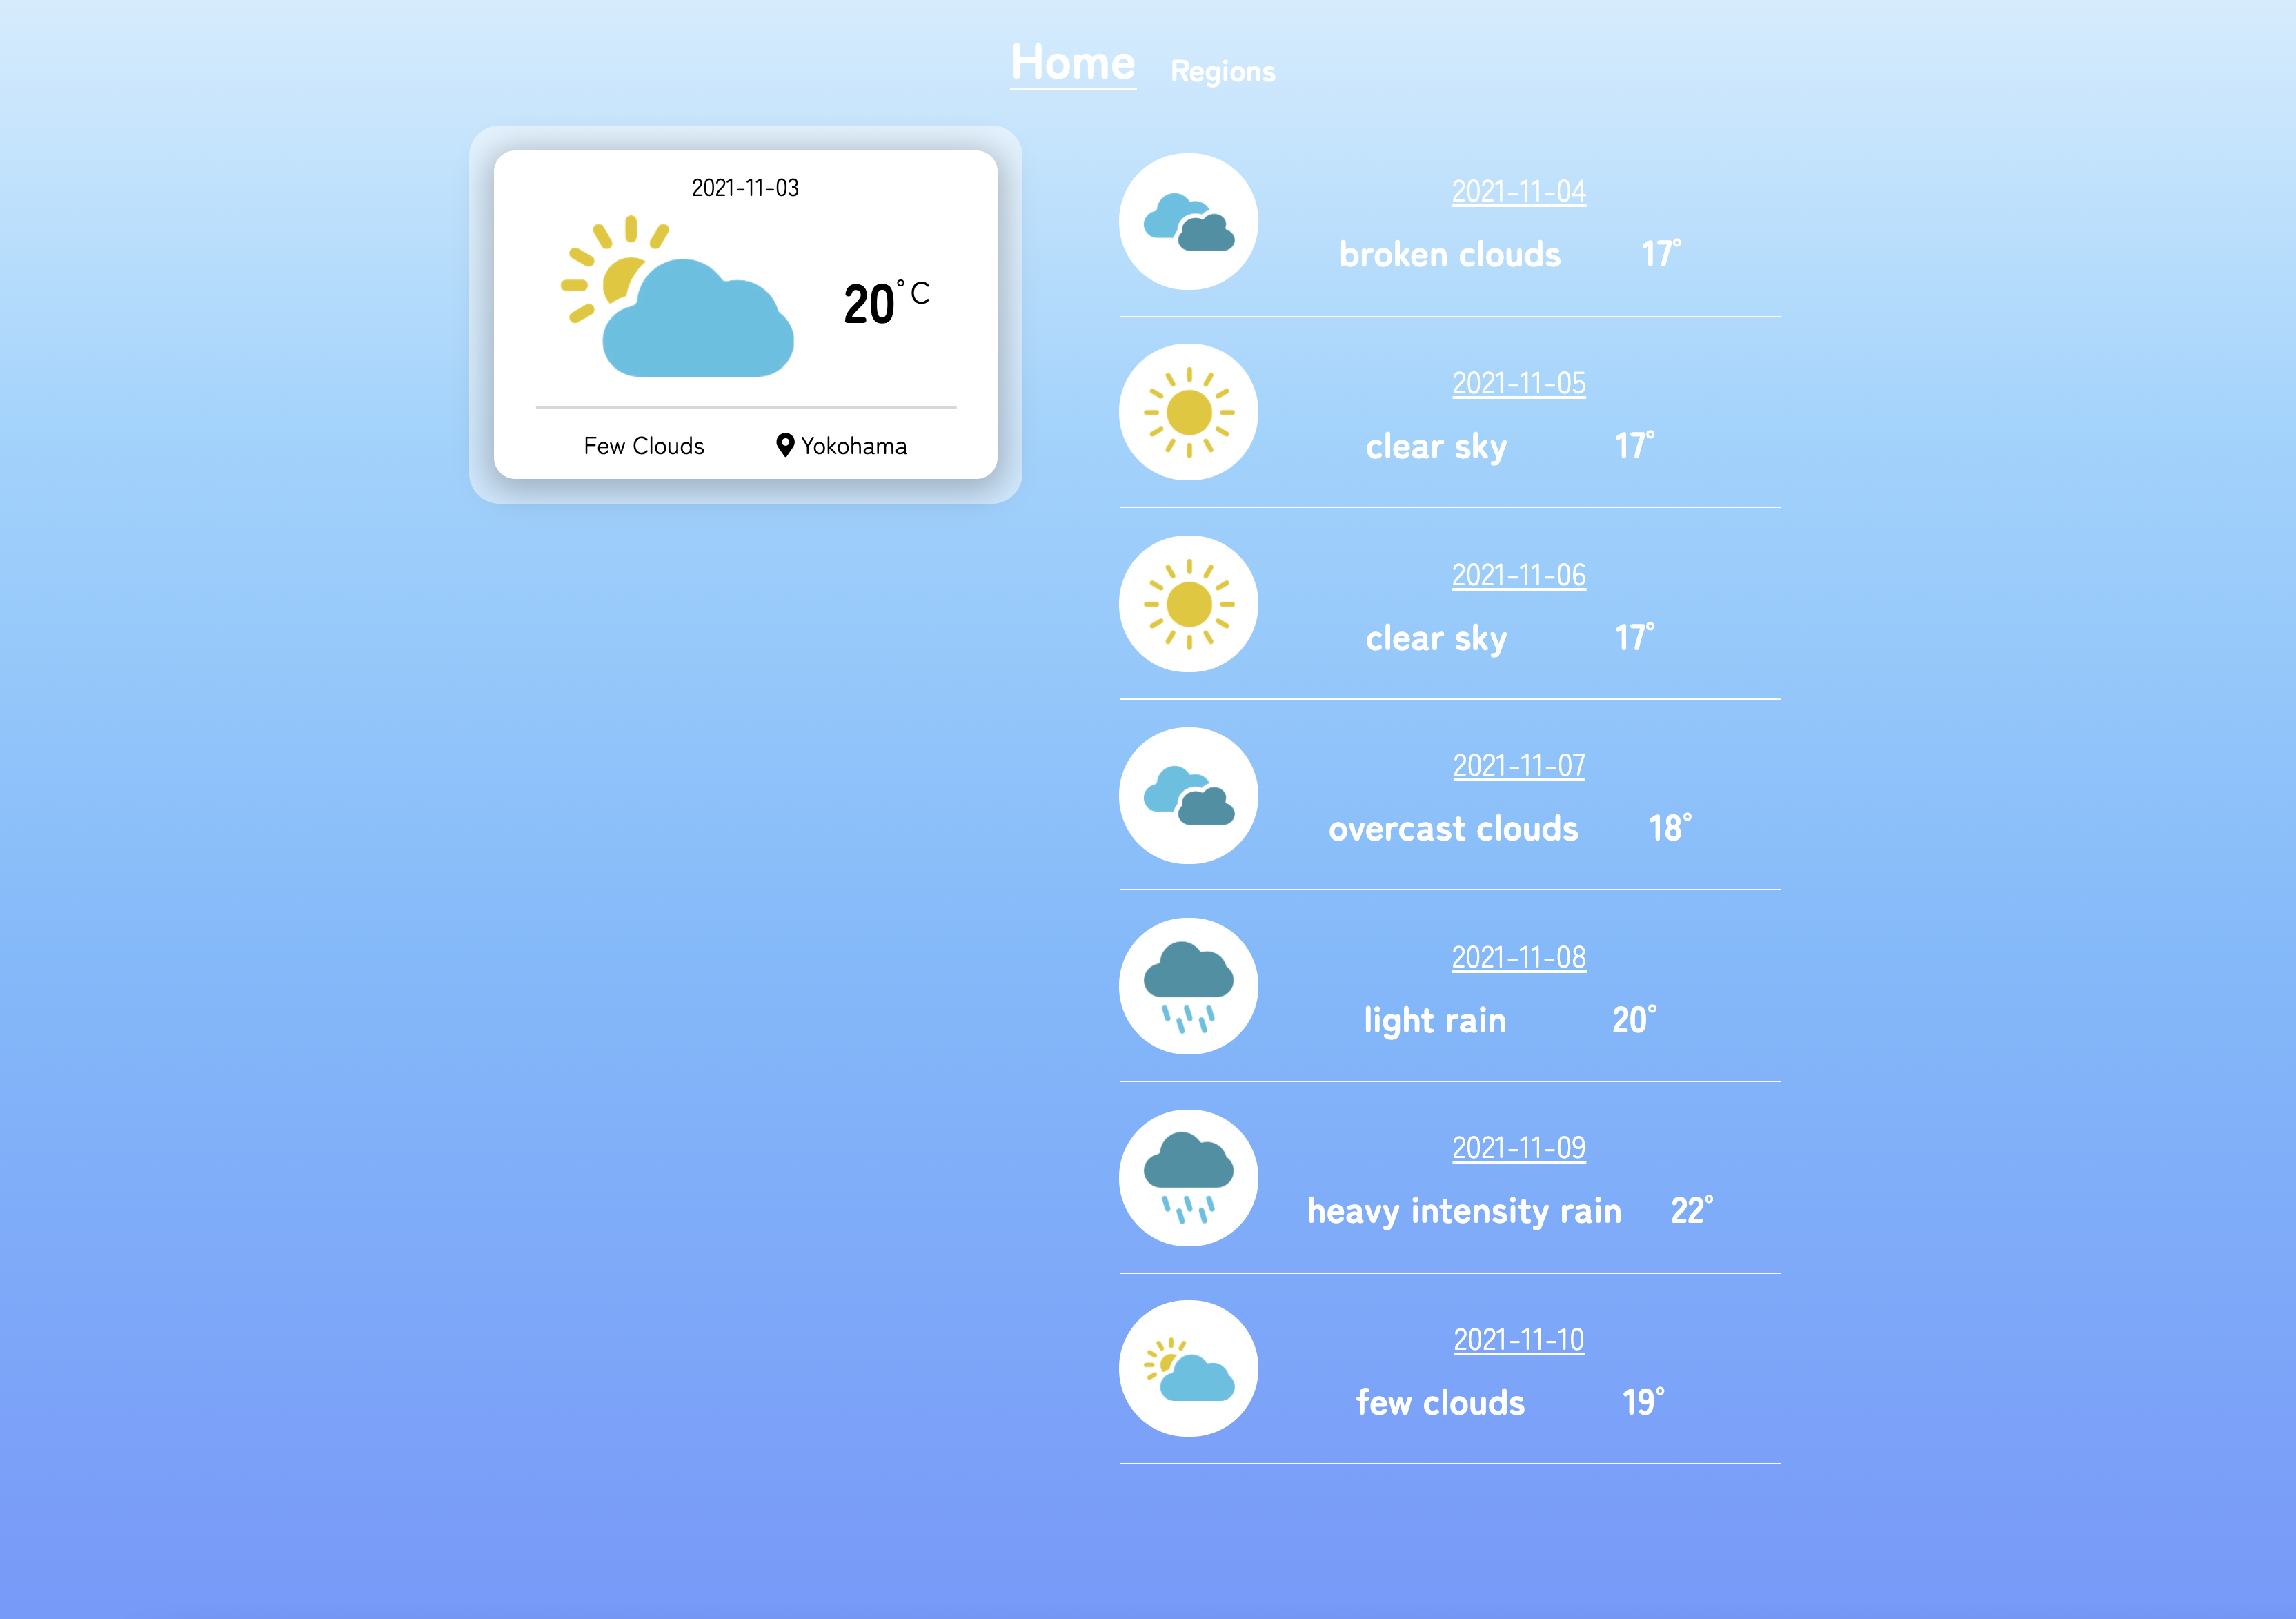 Home Regions
2021-11-03
20°C
Few Clouds Yokohama
2021-11-04
broken clouds 17°
2021-11-05
clear sky 17°
2021-11-06
clear sky 17°
2021-11-07
overcast clouds 18°
2021-11-08
light rain 20°
2021-11-09
heavy intensity rain 22°
2021-11-10
few clouds 19°